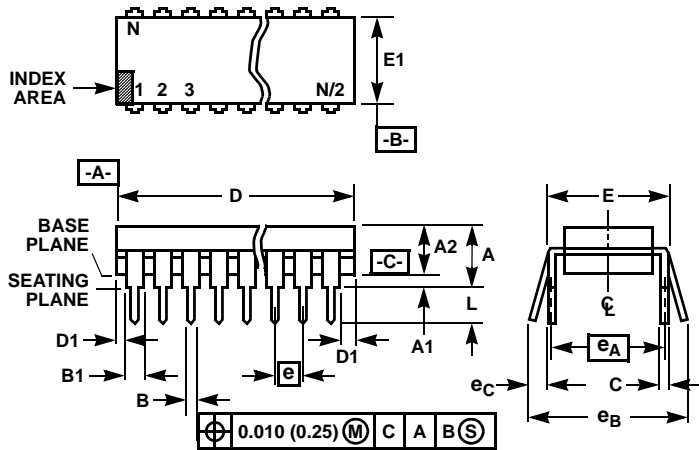 N
E1
INDEX
AREA
1 2 3 N/2
-B-
-A-
D
E
BASE
PLANE
A2
A
-C-
SEATING
PLANE
L
C L
D1
A1
D1
eA
B1
e
eC
C
B
eB
0.010 (0.25) M C A B S